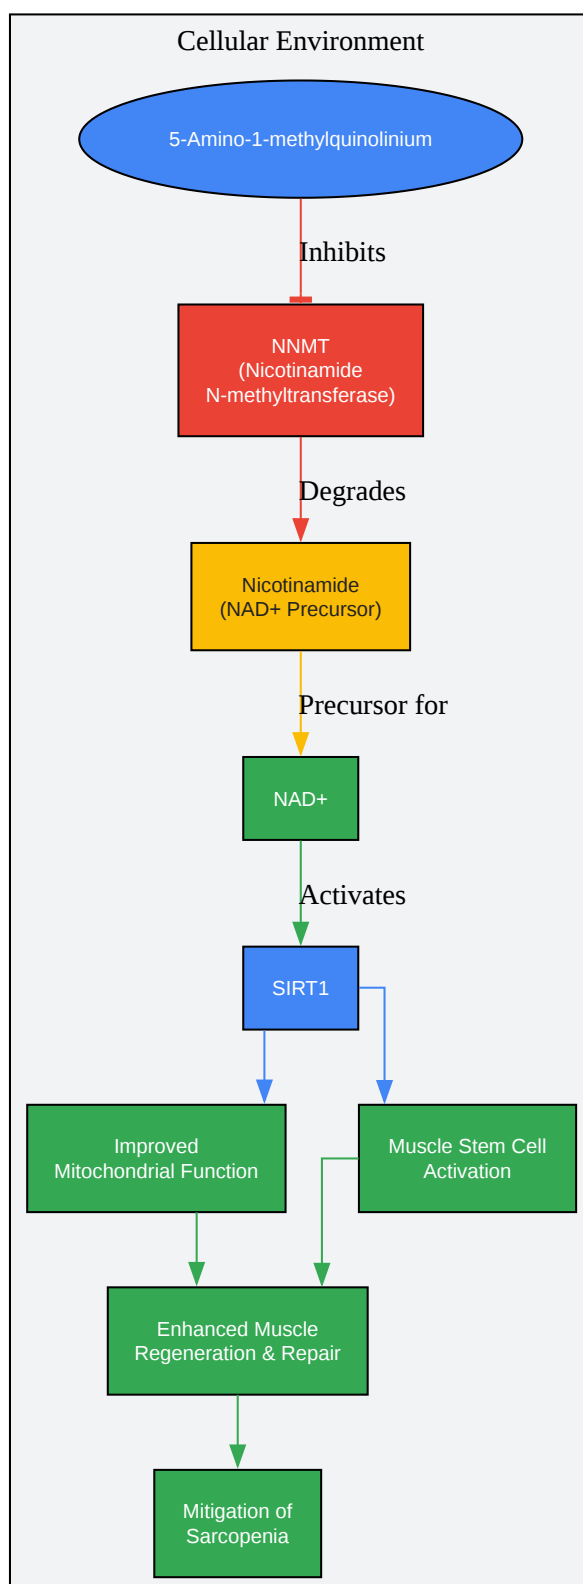 Cellular Environment
5-Amino-1-methylquinolinium
Inhibits
NNMT
(Nicotinamide
N-methyltransferase)
Degrades
Nicotinamide
(NAD+ Precursor)
Precursor for
NAD+
Activates
SIRT1
Improved
Mitochondrial Function
Muscle Stem Cell
Activation
Enhanced Muscle
Regeneration & Repair
Mitigation of
Sarcopenia